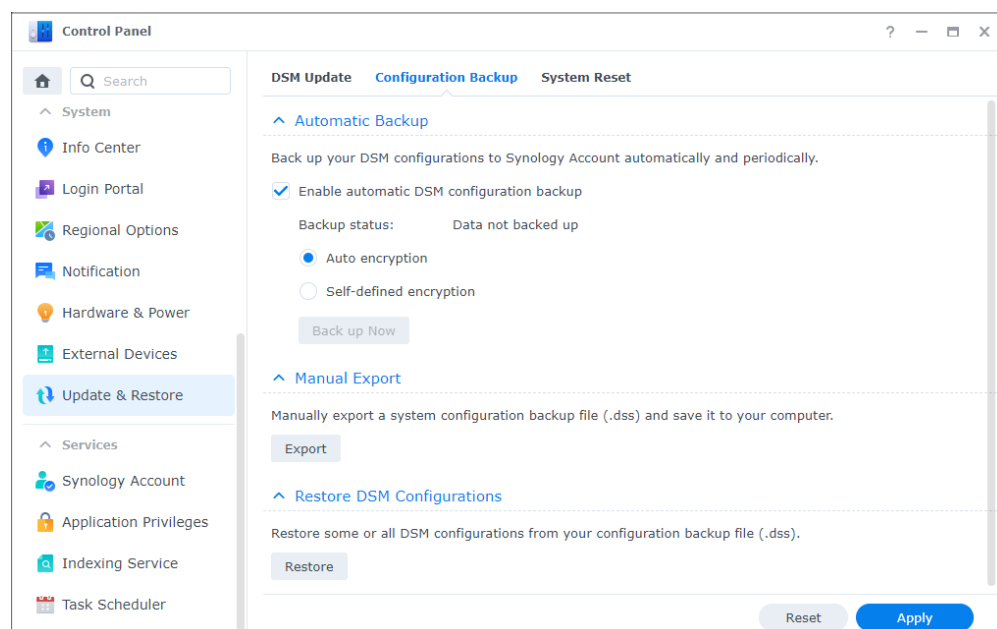 Control Panel
?
Search
System
Info Center
Login Portal
Regional Options
Notification
Hardware & Power
External Devices
Update & Restore
Services
Synology Account
Application Privileges
Indexing Service
Task Scheduler
DSM Update Configuration Backup System Reset
Automatic Backup
Back up your DSM configurations to Synology Account automatically and periodically.
Enable automatic DSM configuration backup
Backup status: Data not backed up
Auto encryption
Self-defined encryption
Back up Now
Manual Export
Manually export a system configuration backup file (.dss) and save it to your computer.
Export
Restore DSM Configurations
Restore some or all DSM configurations from your configuration backup file (.dss).
Restore
Reset Apply